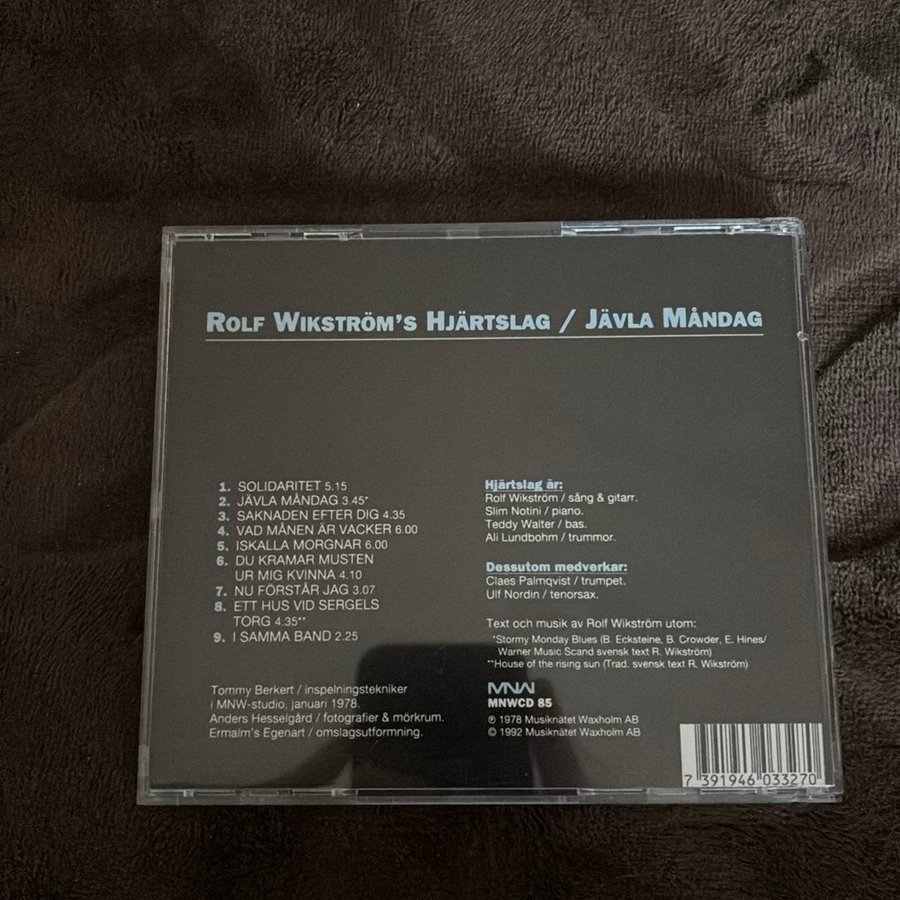 ROLF WIKSTRÖM'S HJÄRTSLAG / JÄVLA MÅNDAG
1. SOLIDARITET 5.15
2. JÄVLA MÅNDAG 3.45*
3. SAKNADEN EFTER DIG 4.35
4. VAD MÅNEN ÄR VACKER 6.00
5. ISKALLA MORGNAR 6.00
6. DU KRAMAR MUSTEN
UR MIG KVINNA 4.10
7. NU FÖRSTÅR JAG 3.07
8. ETT HUS VID SERGELS
TORG 4.35**
9. I SAMMA BAND 2.25
Tommy Berkert / inspelningstekniker
i MNW-studio, januari 1978.
Anders Hesselgård / fotografier & mörkrum.
Ermalm's Egenart / omslagsutformning.
Hjärtslag är:
Rolf Wikström / sång & gitarr.
Slim Notini / piano.
Teddy Walter / bas.
Ali Lundbohm / trummor.
Dessutom medverkar:
Claes Palmqvist / trumpet.
Ulf Nordin / tenorsax.
Text och musik av Rolf Wikström utom:
*Stormy Monday Blues (B. Ecksteine, B. Crowder, E. Hines/
Warner Music Scand svensk text R. Wikström)
**House of the rising sun (Trad. svensk text R. Wikström)
MNW
MNWCD 85
℗ 1978 Musiknätet Waxholm AB
© 1992 Musiknätet Waxholm AB
7 391946 033270